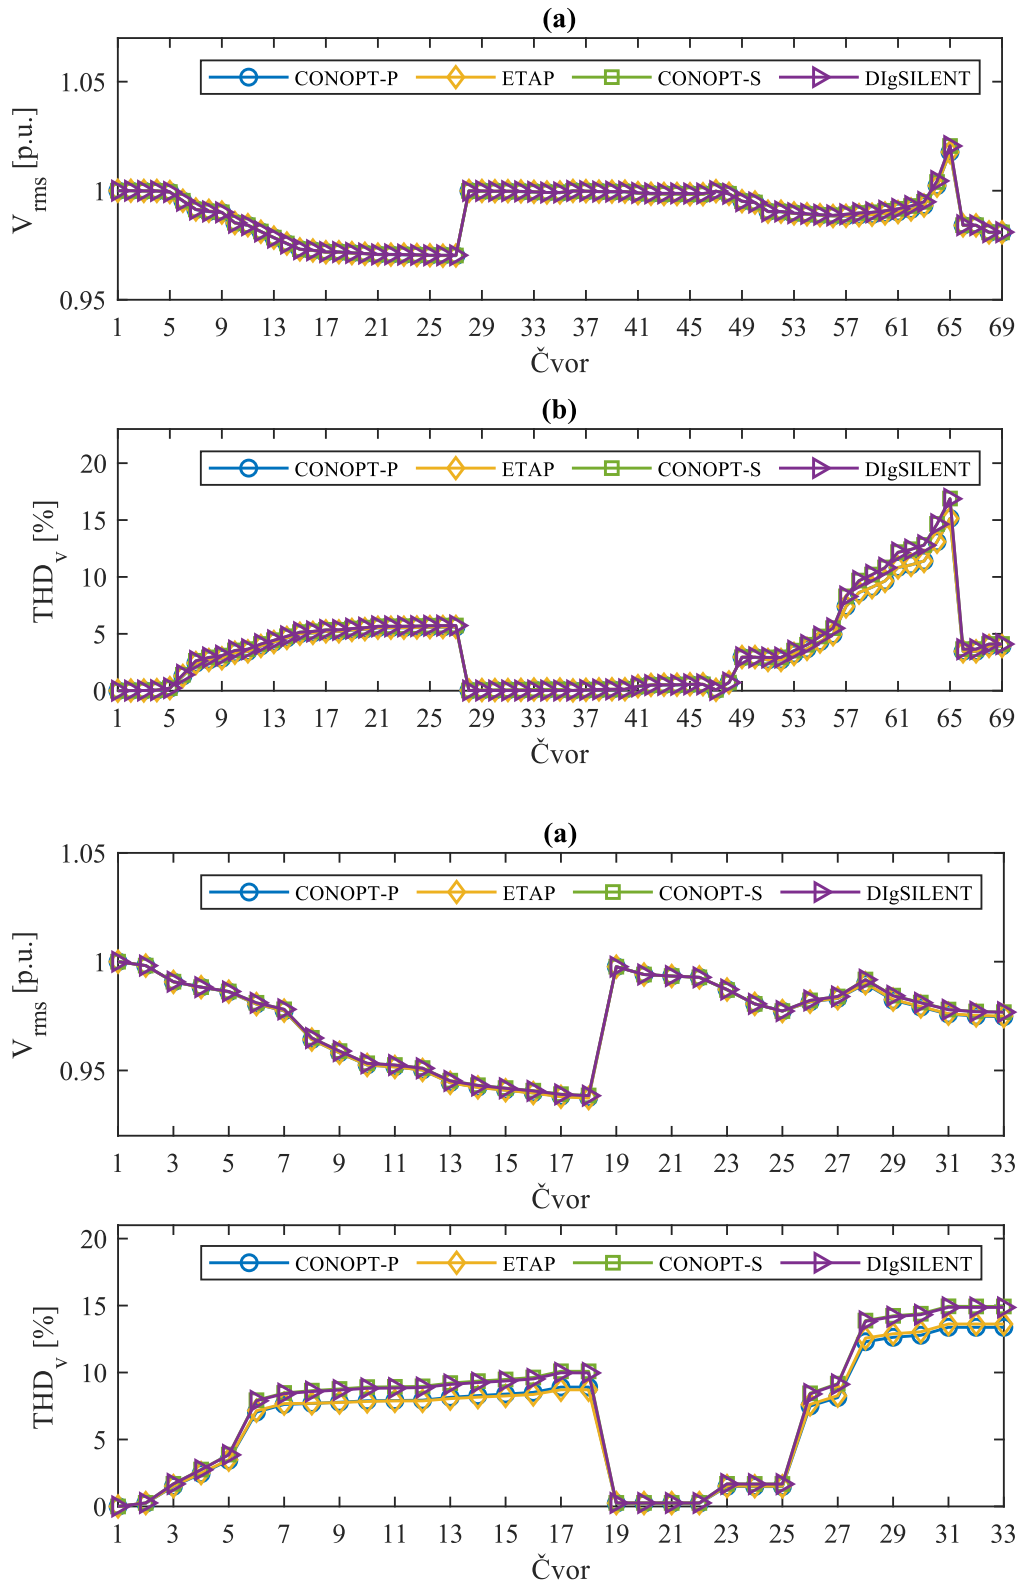 (a)
1.05
1
0.95
V rms [p.u.]
CONOPT-P ETAP CONOPT-S DIgSILENT
1 5 9 13 17 21 25 29 33 37 41 45 49 53 57 61 65 69
Čvor
(b)
20
15
10
5
0
THD v [%]
CONOPT-P ETAP CONOPT-S DIgSILENT
1 5 9 13 17 21 25 29 33 37 41 45 49 53 57 61 65 69
Čvor
(a)
1.05
1
0.95
V rms [p.u.]
CONOPT-P ETAP CONOPT-S DIgSILENT
1 3 5 7 9 11 13 15 17 19 21 23 25 27 29 31 33
Čvor
20
15
10
5
0
THD v [%]
CONOPT-P ETAP CONOPT-S DIgSILENT
1 3 5 7 9 11 13 15 17 19 21 23 25 27 29 31 33
Čvor